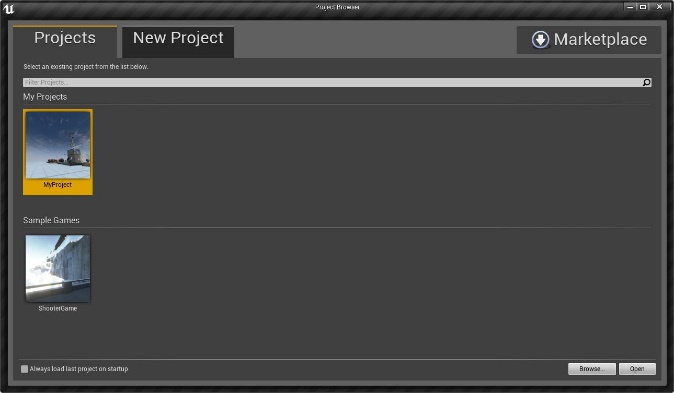 Project Browser
Projects
New Project
Marketplace
Select an existing project from the list below.
Filter Projects...
My Projects
MyProject
Sample Games
ShooterGame
Always load last project on startup
Browse...
Open